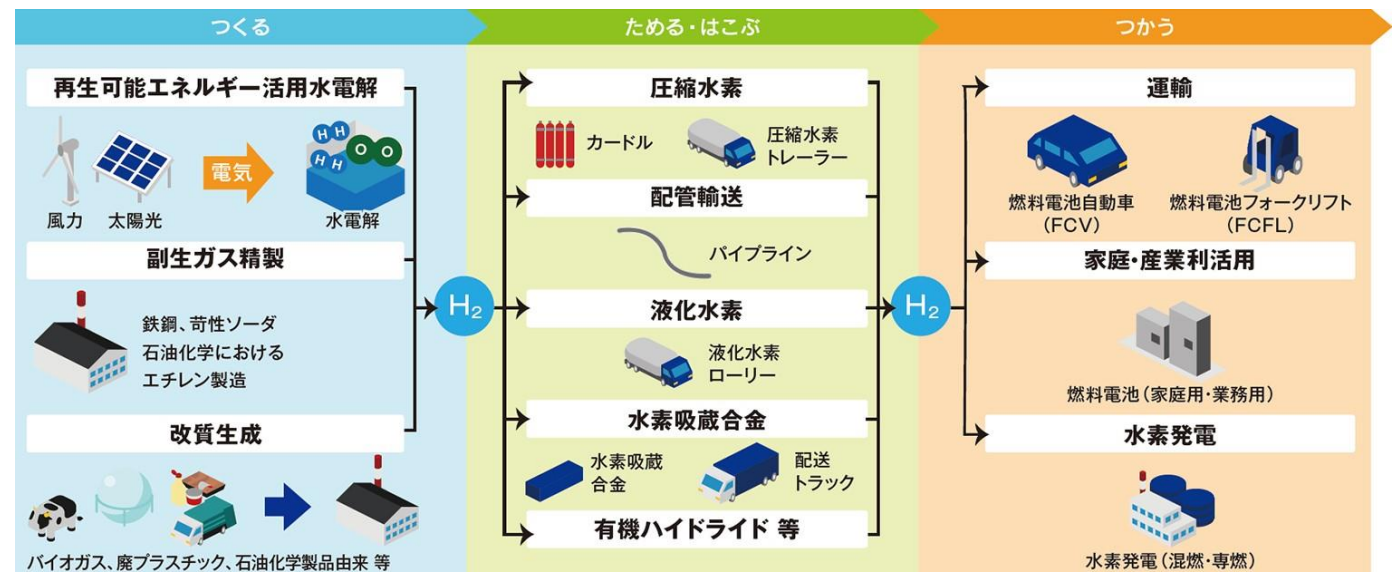 つくる
再生可能エネルギー活用水電解
風力
太陽光
電気
H H
O O
H H
水電解
副生ガス精製
鉄鋼、苛性ソーダ
石油化学における
エチレン製造
改質生成
バイオガス、廃プラスチック、石油化学製品由来 等
H₂
ためる・はこぶ
圧縮水素
カードル
圧縮水素
トレーラー
配管輸送
パイプライン
液化水素
液化水素
ローリー
水素吸蔵合金
水素吸蔵
合金
配送
トラック
有機ハイドライド 等
H₂
つかう
運輸
燃料電池自動車
(FCV)
燃料電池フォークリフト
(FCFL)
家庭・産業利活用
燃料電池(家庭用・業務用)
水素発電
水素発電(混燃・専燃)